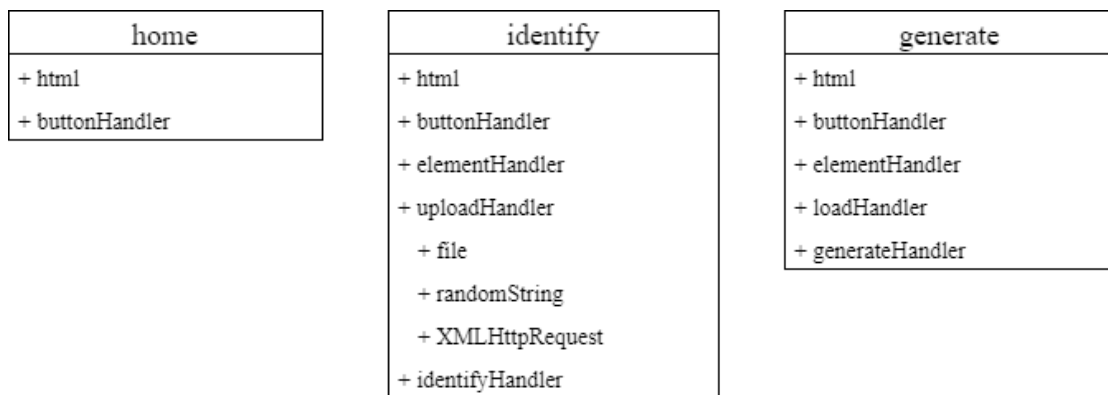 home
+ html
+ buttonHandler
identify
+ html
+ buttonHandler
+ elementHandler
+ uploadHandler
+ file
+ randomString
+ XMLHttpRequest
+ identifyHandler
generate
+ html
+ buttonHandler
+ elementHandler
+ loadHandler
+ generateHandler